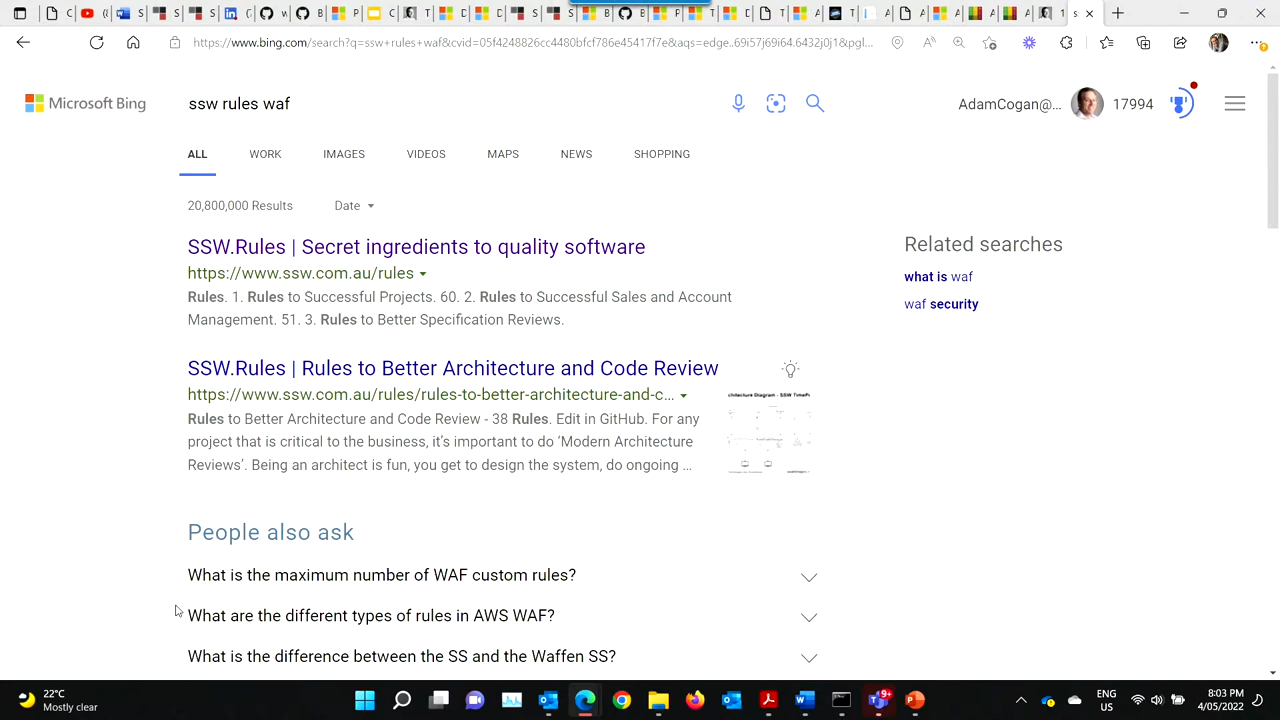 https://www.bing.com/search?q=ssw+rules+waf&cvid=05f4248826cc4480bfcf786e45417f7e&aqs=edge..69i57j69i64.6432j0j1&pgl...
Microsoft Bing
ssw rules waf
AdamCogan@...
17994
ALL
WORK
IMAGES
VIDEOS
MAPS
NEWS
SHOPPING
20,800,000 Results
Date
SSW.Rules | Secret ingredients to quality software
https://www.ssw.com.au/rules
Rules. 1. Rules to Successful Projects. 60. 2. Rules to Successful Sales and Account
Management. 51. 3. Rules to Better Specification Reviews.
Related searches
what is waf
waf security
SSW.Rules | Rules to Better Architecture and Code Review
https://www.ssw.com.au/rules/rules-to-better-architecture-and-c...
Rules to Better Architecture and Code Review - 38 Rules. Edit in GitHub. For any
project that is critical to the business, it's important to do ‘Modern Architecture
Reviews’. Being an architect is fun, you get to design the system, do ongoing ...
People also ask
What is the maximum number of WAF custom rules?
What are the different types of rules in AWS WAF?
What is the difference between the SS and the Waffen SS?
22°C
Mostly clear
9+
ENG
US
8:03 PM
4/05/2022